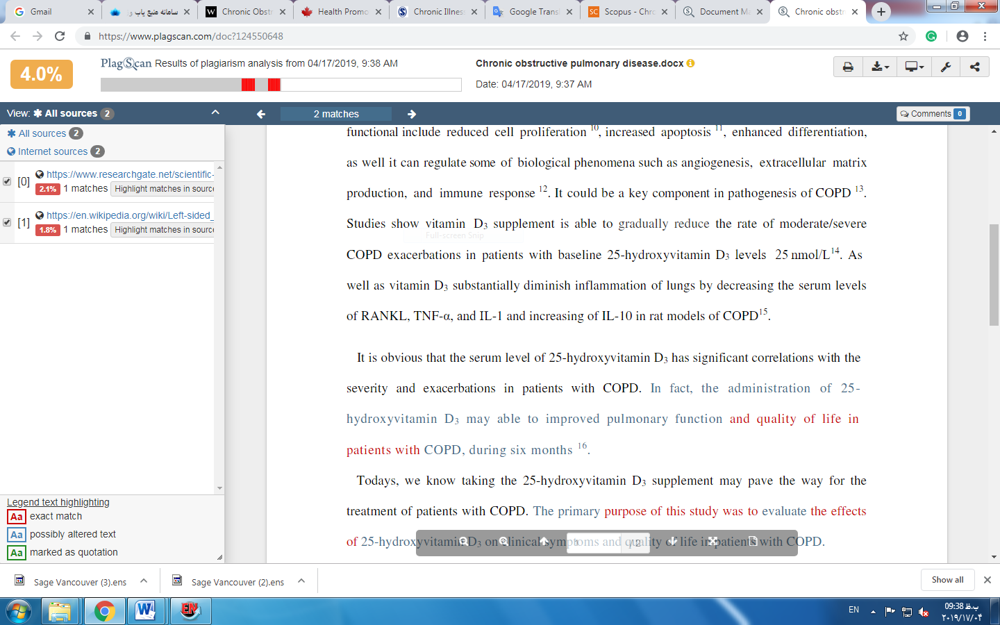 Gmail
سامانه منبع یاب و
Chronic Obstr
Health Promo
Chronic Illnes
Google Trans
Scopus - Chro
Document Ma
Chronic obstr
https://www.plagscan.com/doc?124550648
4.0%
PlagScan Results of plagiarism analysis from 04/17/2019, 9:38 AM
Chronic obstructive pulmonary disease.docx
Date: 04/17/2019, 9:37 AM
View: ✱ All sources 2
2 matches
Comments 0
All sources 2
Internet sources 2
[0] https://www.researchgate.net/scientific-
2.1% 1 matches Highlight matches in source
[1] https://en.wikipedia.org/wiki/Left-sided_
1.8% 1 matches Highlight matches in source
Legend text highlighting
Aa exact match
Aa possibly altered text
Aa marked as quotation
functional include reduced cell proliferation 10, increased apoptosis 11, enhanced differentiation,
as well it can regulate some of biological phenomena such as angiogenesis, extracellular matrix
production, and immune response 12. It could be a key component in pathogenesis of COPD 13.
Studies show vitamin D3 supplement is able to gradually reduce the rate of moderate/severe
Full-screen Snip
COPD exacerbations in patients with baseline 25-hydroxyvitamin D3 levels 25 nmol/L14. As
well as vitamin D3 substantially diminish inflammation of lungs by decreasing the serum levels
of RANKL, TNF-α, and IL-1 and increasing of IL-10 in rat models of COPD15.
It is obvious that the serum level of 25-hydroxyvitamin D3 has significant correlations with the
severity and exacerbations in patients with COPD. In fact, the administration of 25-
hydroxyvitamin D3 may able to improved pulmonary function and quality of life in
patients with COPD, during six months 16.
Todays, we know taking the 25-hydroxyvitamin D3 supplement may pave the way for the
treatment of patients with COPD. The primary purpose of this study was to evaluate the effects
of 25-hydroxyvitamin D3 on clinical symptoms and quality of life in patients with COPD.
Sage Vancouver (3).ens
Sage Vancouver (2).ens
Show all
EN
09:38 ب.ظ
۲۰۱۹/۱۷/۰۴